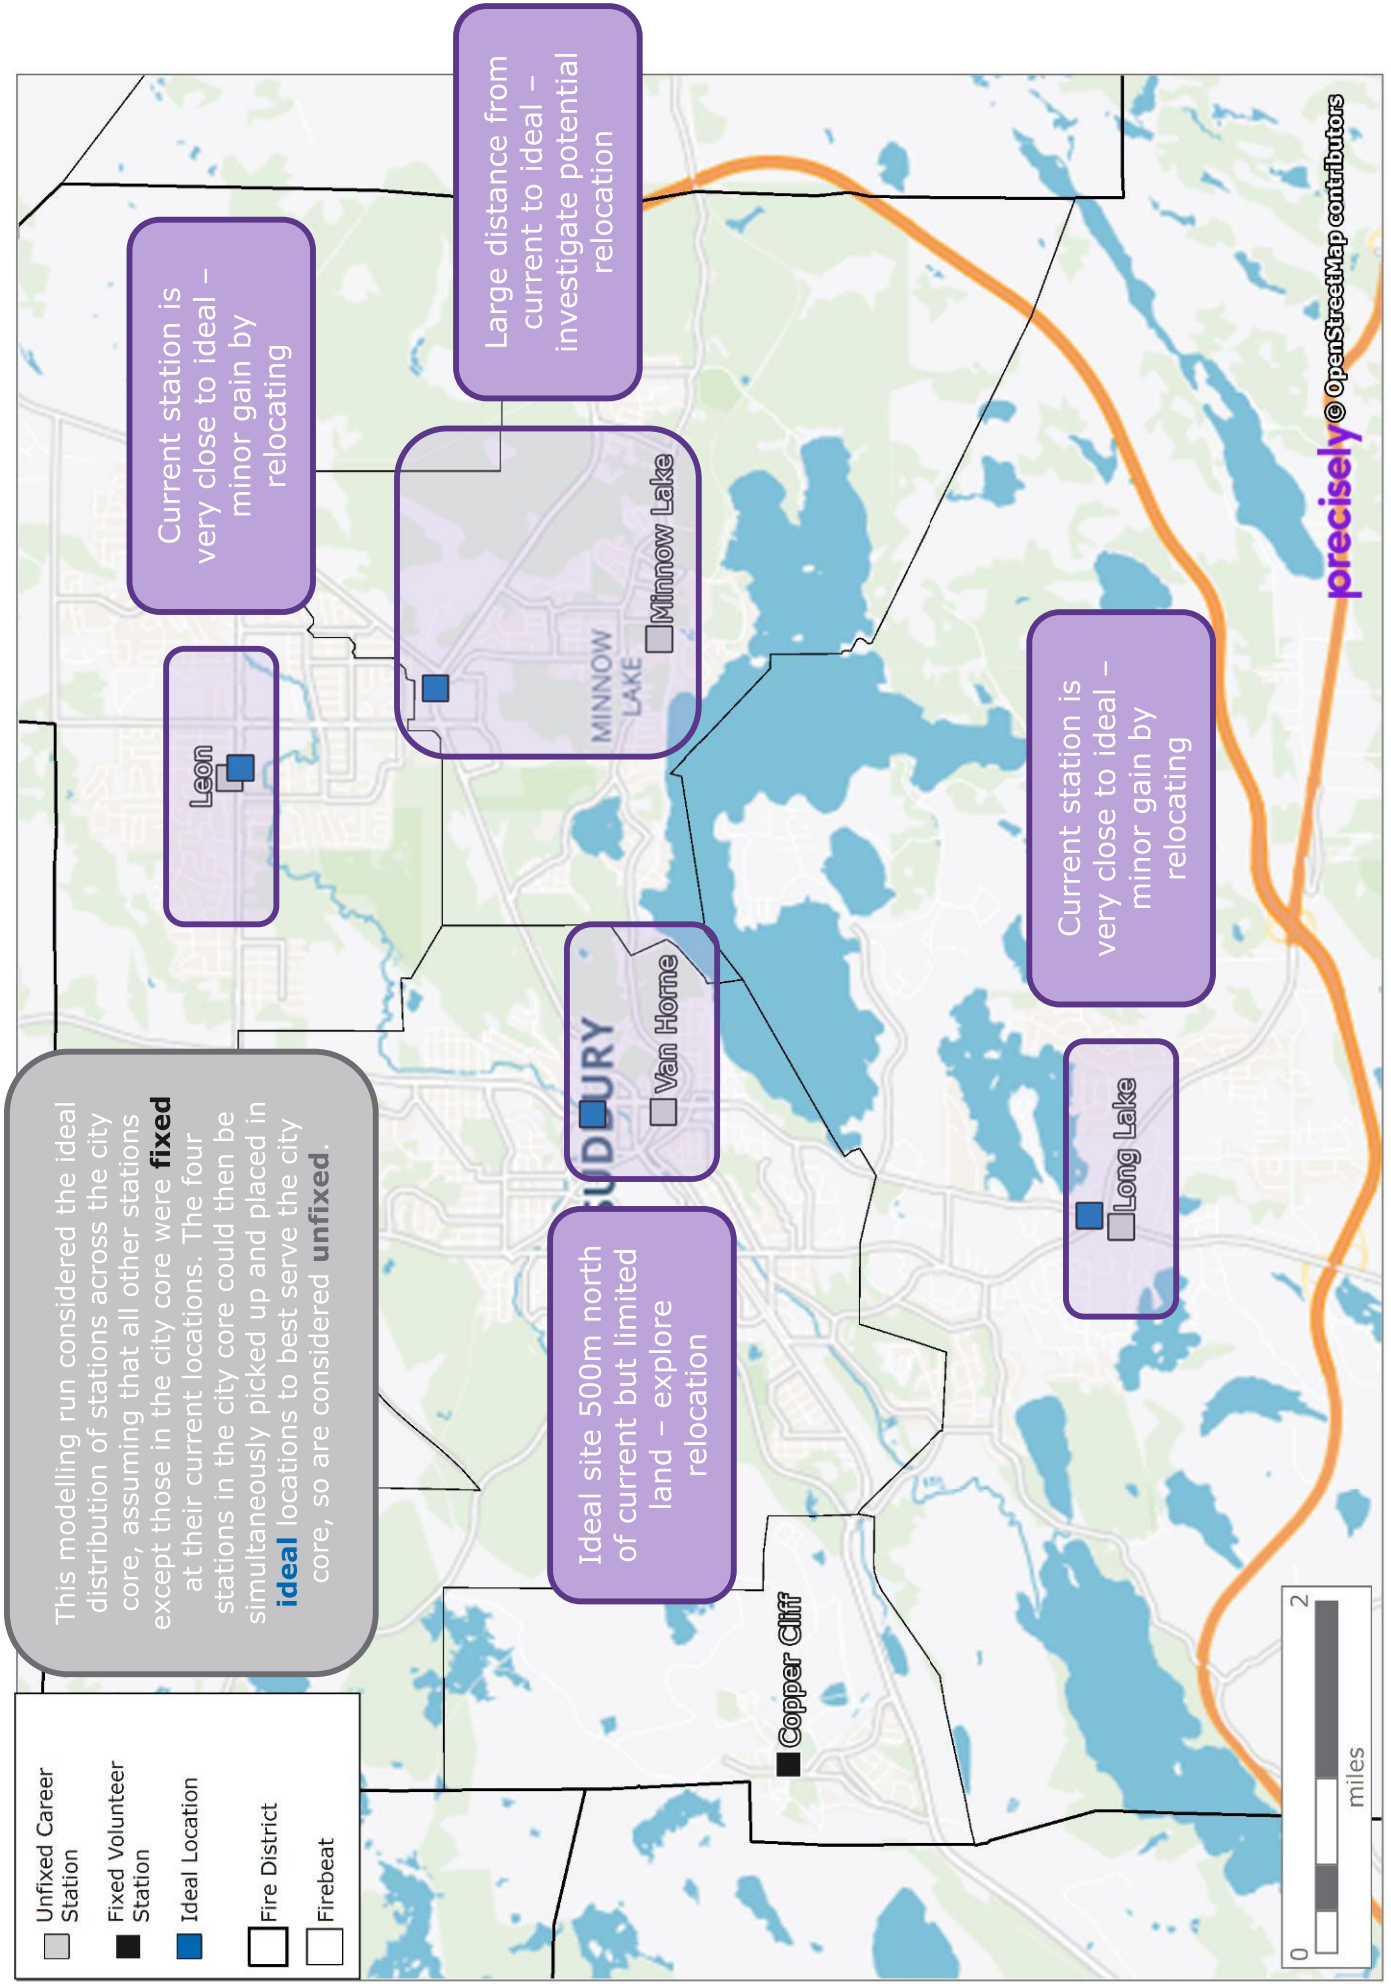 This modelling run considered the ideal
distribution of stations across the city
core, assuming that all other stations
except those in the city core were fixed
at their current locations. The four
stations in the city core could then be
simultaneously picked up and placed in
ideal locations to best serve the city
core, so are considered unfixed.
Current station is
very close to ideal –
minor gain by
relocating
Large distance from
current to ideal –
investigate potential
relocation
Ideal site 500m north
of current but limited
land – explore
relocation
Current station is
very close to ideal –
minor gain by
relocating
Leon
Minnow Lake
MINNOW
LAKE
SUDBURY
Van Horne
Long Lake
Copper Cliff
Unfixed Career
Station
Fixed Volunteer
Station
Ideal Location
Fire District
Firebeat
0
2
miles
precisely
© OpenStreetMap contributors